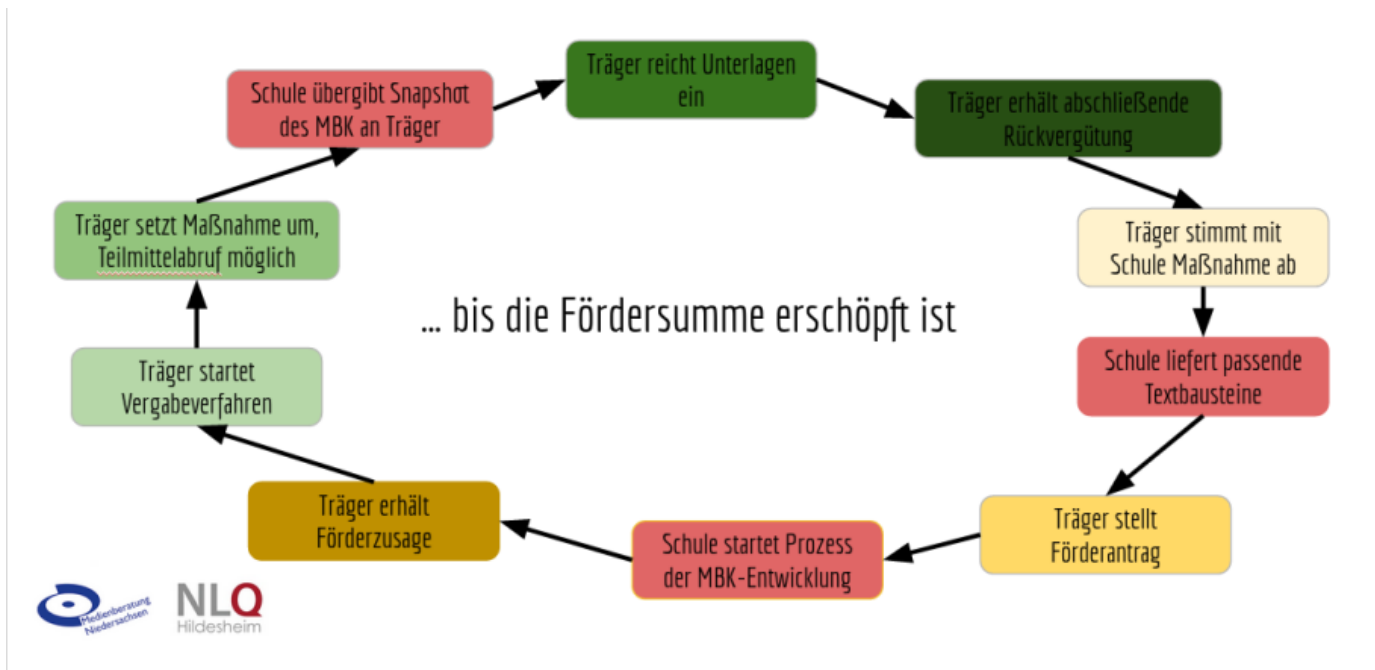 Träger reicht Unterlagen
ein
Träger erhält abschließende
Rückvergütung
Träger stimmt mit
Schule Maßnahme ab
Schule liefert passende
Textbausteine
Träger stellt
Förderantrag
Schule startet Prozess
der MBK-Entwicklung
Träger erhält
Förderzusage
Träger startet
Vergabeverfahren
Träger setzt Maßnahme um,
Teilmittelabruf möglich
Schule übergibt Snapshot
des MBK an Träger
... bis die Fördersumme erschöpft ist
Medienberatung
Niedersachsen
NLQ
Hildesheim